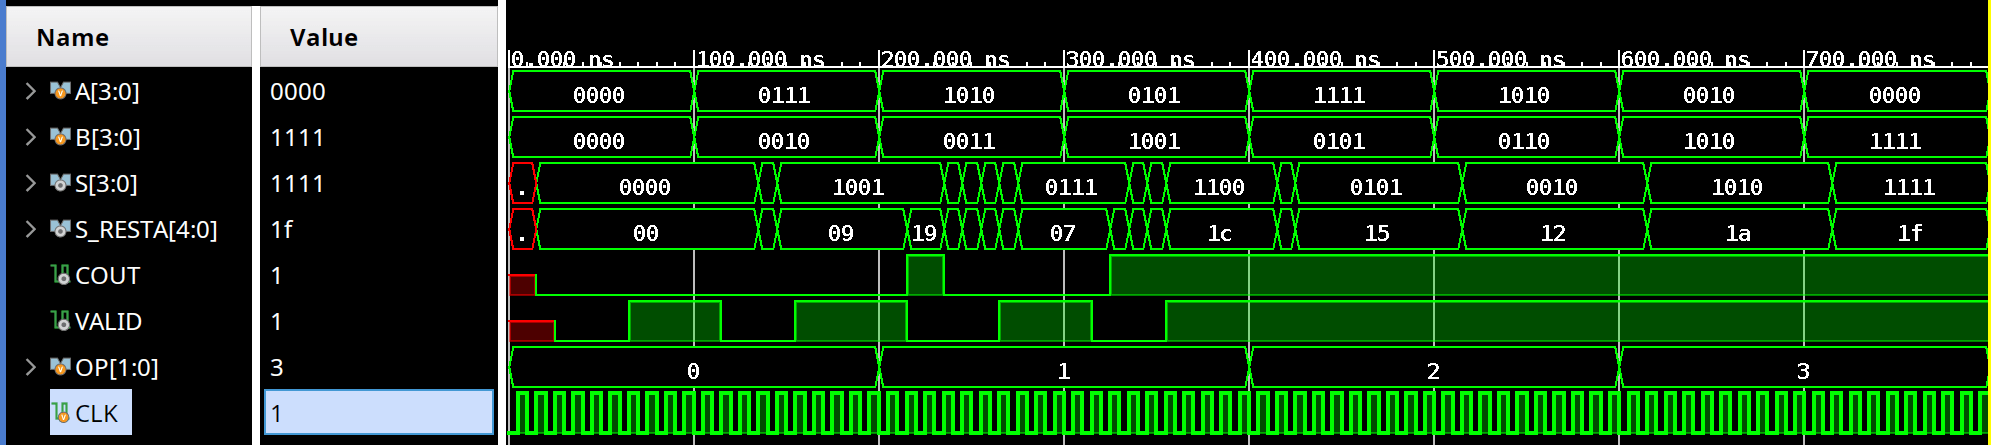 Name Value
0.000 ns 100.000 ns 200.000 ns 300.000 ns 400.000 ns 500.000 ns 600.000 ns 700.000 ns
A[3:0] 0000 0000 0111 1010 0101 1111 1010 0010 0000
B[3:0] 1111 0000 0010 0011 1001 0101 0110 1010 1111
S[3:0] 1111 . 0000 1001 0111 1100 0101 0010 1010 1111
S_RESTA[4:0] 1f . 00 09 19 07 1c 15 12 1a 1f
COUT 1
VALID 1
OP[1:0] 3 0 1 2 3
CLK 1